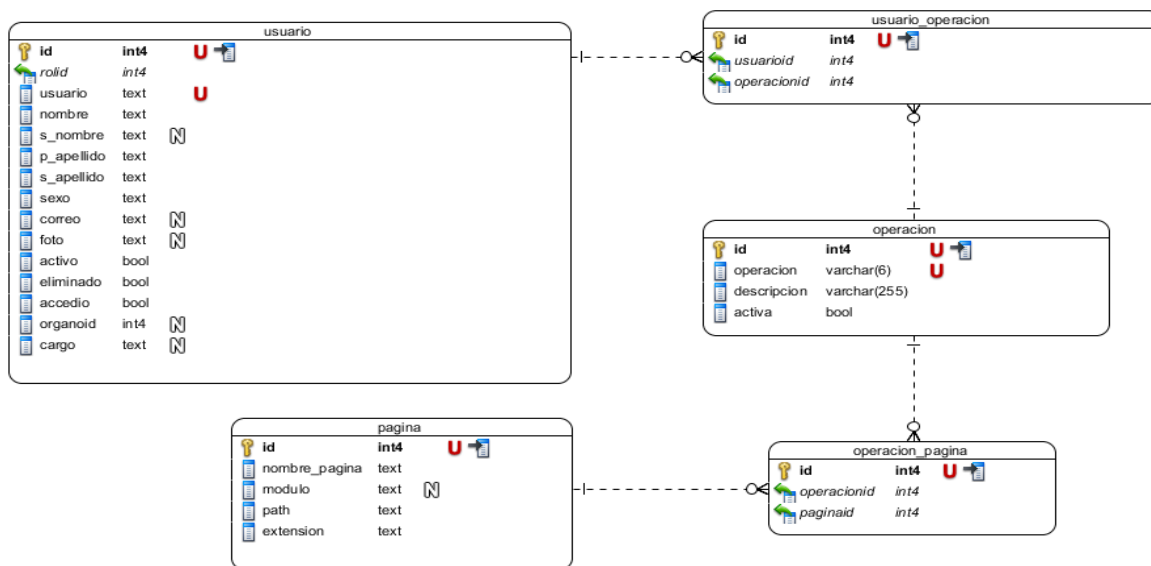 usuario
id int4 U
rolid int4
usuario text U
nombre text
s_nombre text N
p_apellido text
s_apellido text
sexo text
correo text N
foto text N
activo bool
eliminado bool
accedio bool
organoid int4 N
cargo text N
usuario_operacion
id int4 U
usuarioid int4
operacionid int4
operacion
id int4 U
operacion varchar(6) U
descripcion varchar(255)
activa bool
pagina
id int4 U
nombre_pagina text
modulo text N
path text
extension text
operacion_pagina
id int4 U
operacionid int4
paginaid int4